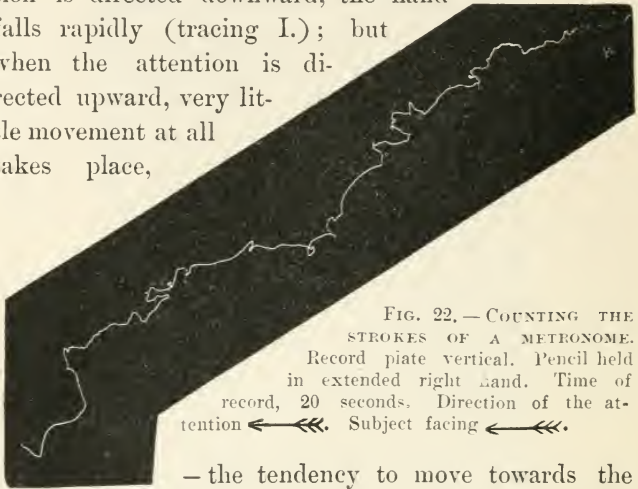 tion is directed downward, the hand
falls rapidly (tracing I.); but
when the attention is di-
rected upward, very lit-
tle movement at all
takes place,
FIG. 22.—COUNTING THE
STROKES OF A METRONOME.
Record plate vertical. Pencil held
in extended right hand. Time of
record, 20 seconds. Direction of the at-
tention Subject facing
— the tendency to move towards the